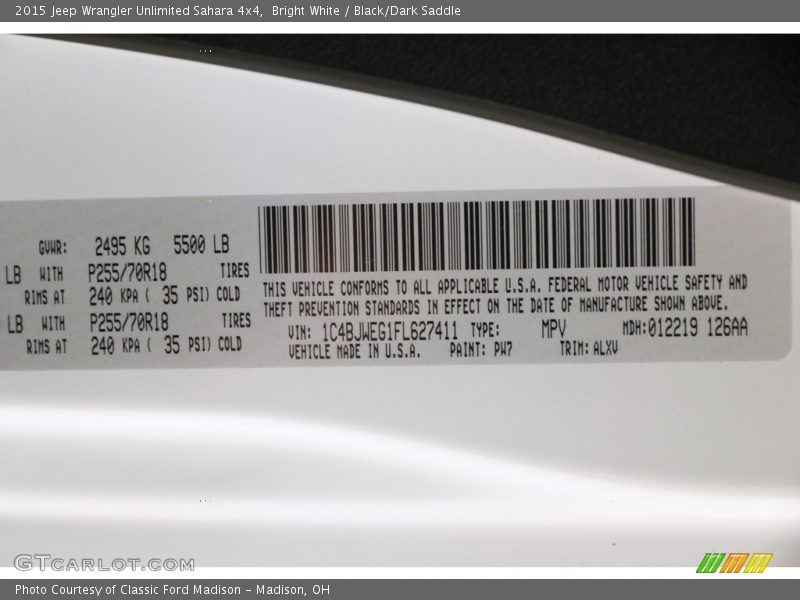 2015 Jeep Wrangler Unlimited Sahara 4x4, Bright White / Black/Dark Saddle
GVWR: 2495 KG 5500 LB
LB WITH P255/70R18 TIRES
RIMS AT 240 KPA ( 35 PSI) COLD
LB WITH P255/70R18 TIRES
RIMS AT 240 KPA ( 35 PSI) COLD
THIS VEHICLE CONFORMS TO ALL APPLICABLE U.S.A. FEDERAL MOTOR VEHICLE SAFETY AND
THEFT PREVENTION STANDARDS IN EFFECT ON THE DATE OF MANUFACTURE SHOWN ABOVE.
VIN: 1C4BJWEG1FL627411 TYPE: MPV MDH:012219 126AA
VEHICLE MADE IN U.S.A. PAINT: PW7 TRIM: ALXV
GTCARLOT.COM
Photo Courtesy of Classic Ford Madison - Madison, OH